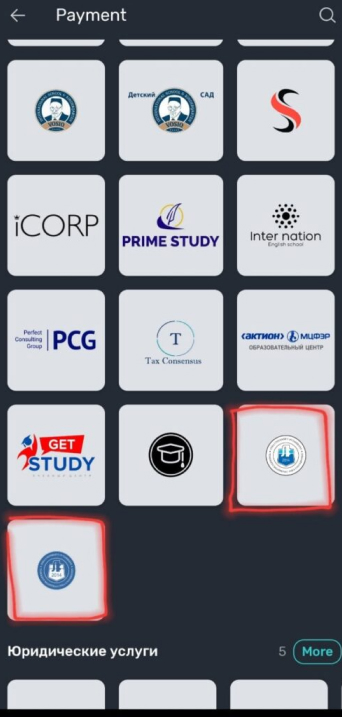 Payment
Детский САД
iCORP
PRIME STUDY
Inter nation
English school
Perfect
Consulting
Group
PCG
T
Tax Consensus
АКТИОН МЦФЭР
ОБРАЗОВАТЕЛЬНЫЙ ЦЕНТР
GET
STUDY
Юридические услуги
5 More